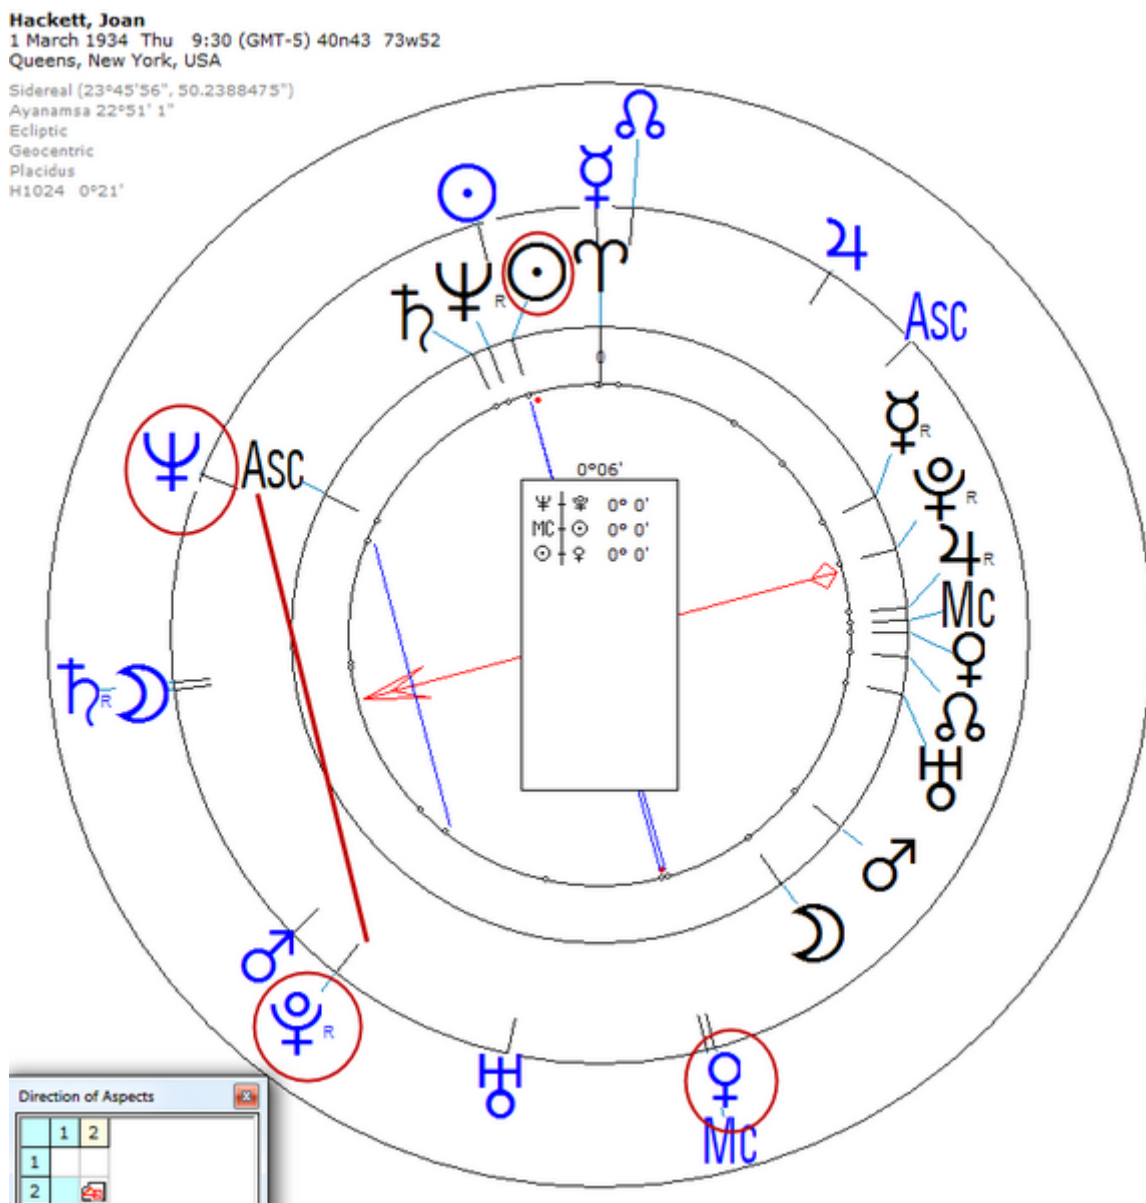 Hackett, Joan
1 March 1934 Thu 9:30 (GMT-5) 40n43 73w52
Queens, New York, USA
Sidereal (23°45'56", 50.2388475")
Ayanamsa 22°51' 1"
Ecliptic
Geocentric
Placidus
H1024 0°21'
☊
☉ ☿
☉ ♈ ♃
♄ ♆ R
Asc
0
☿ R
♆ Asc
♇ R
0°06'
♆ ♇ 0° 0'
MC ☉ 0° 0'
☉ ♀ 0° 0'
♃ R
Mc
♀
♄ R ☽
☊
♅
♂
☽
♂
♇ R
♅
♀
Mc
Direction of Aspects x
1 2
1
2